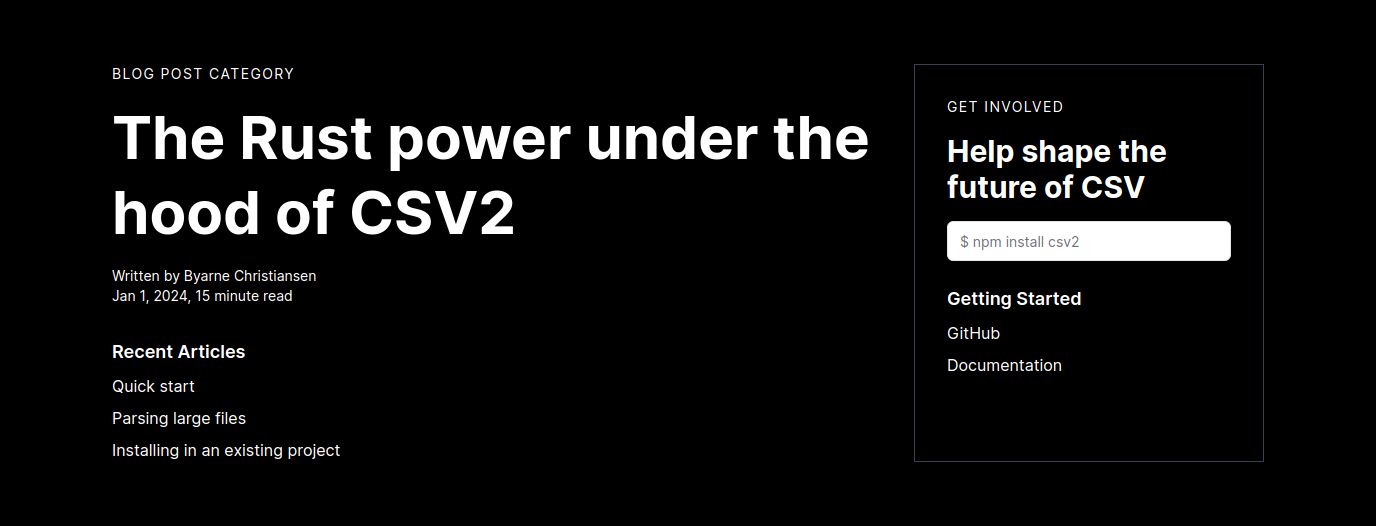 BLOG POST CATEGORY
The Rust power under the
hood of CSV2
Written by Byarne Christiansen
Jan 1, 2024, 15 minute read
Recent Articles
Quick start
Parsing large files
Installing in an existing project
GET INVOLVED
Help shape the
future of CSV
$ npm install csv2
Getting Started
GitHub
Documentation